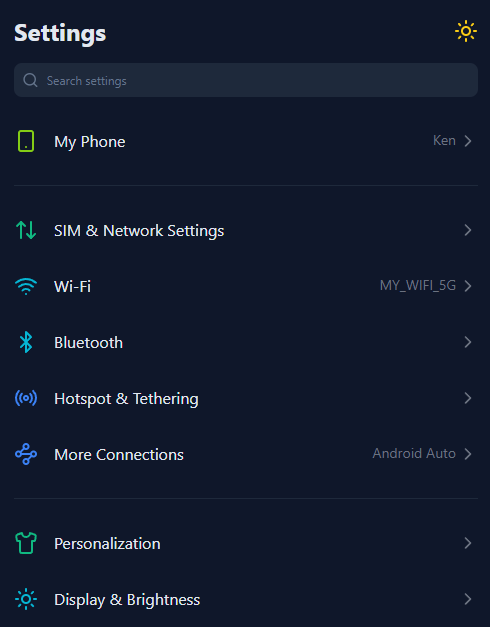 Settings
Search settings
My Phone Ken
SIM & Network Settings
Wi-Fi MY_WIFI_5G
Bluetooth
Hotspot & Tethering
More Connections Android Auto
Personalization
Display & Brightness